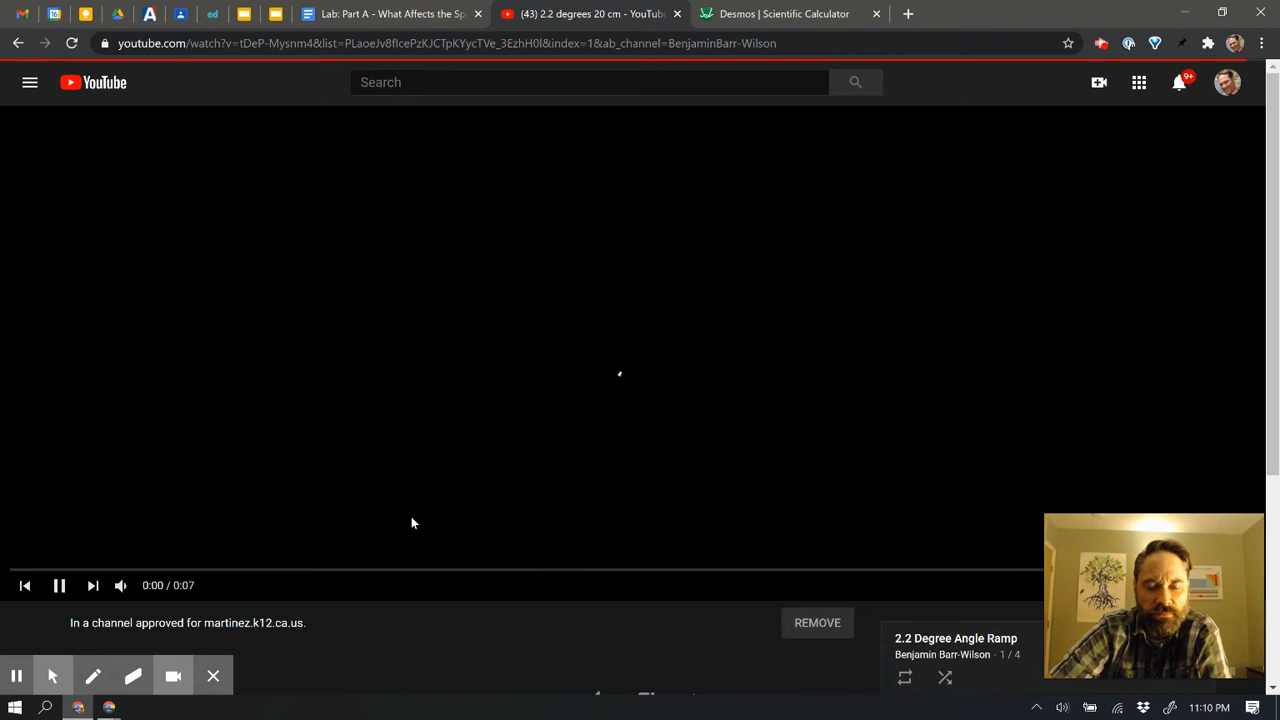 Lab: Part A - What Affects the Sp
(43) 2.2 degrees 20 cm - YouTub
Desmos | Scientific Calculator
youtube.com/watch?v=tDeP-Mysnm4&list=PLaoeJv8flcePzKJCTpKYycTVe_3EzhH0l&index=1&ab_channel=BenjaminBarr-Wilson
YouTube
Search
9+
0:00 / 0:07
In a channel approved for martinez.k12.ca.us.
REMOVE
2.2 Degree Angle Ramp
Benjamin Barr-Wilson - 1 / 4
11:10 PM